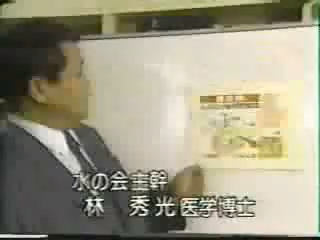 水の会主幹
林 秀光 医学博士